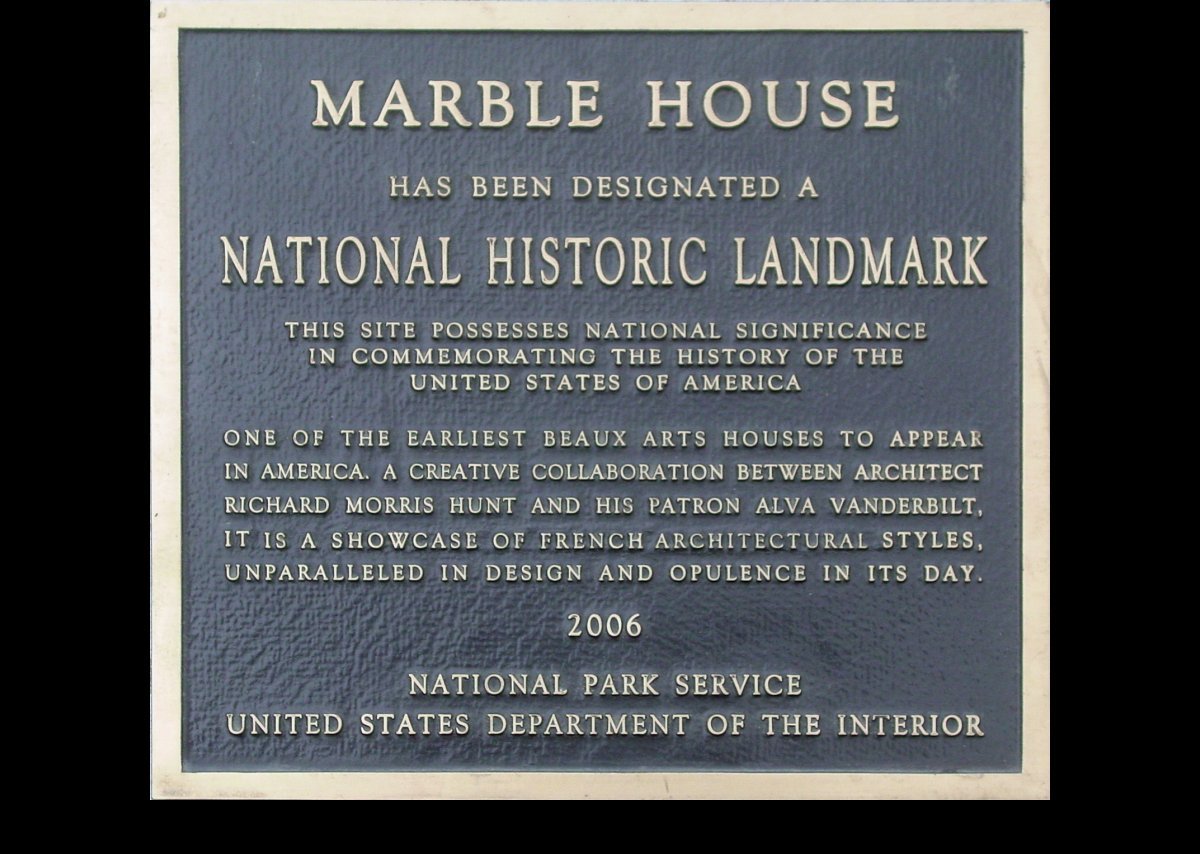 MARBLE HOUSE
HAS BEEN DESIGNATED A
NATIONAL HISTORIC LANDMARK
THIS SITE POSSESSES NATIONAL SIGNIFICANCE
IN COMMEMORATING THE HISTORY OF THE
UNITED STATES OF AMERICA
ONE OF THE EARLIEST BEAUX ARTS HOUSES TO APPEAR
IN AMERICA. A CREATIVE COLLABORATION BETWEEN ARCHITECT
RICHARD MORRIS HUNT AND HIS PATRON ALVA VANDERBILT,
IT IS A SHOWCASE OF FRENCH ARCHITECTURAL STYLES,
UNPARALLELED IN DESIGN AND OPULENCE IN ITS DAY.
2006
NATIONAL PARK SERVICE
UNITED STATES DEPARTMENT OF THE INTERIOR